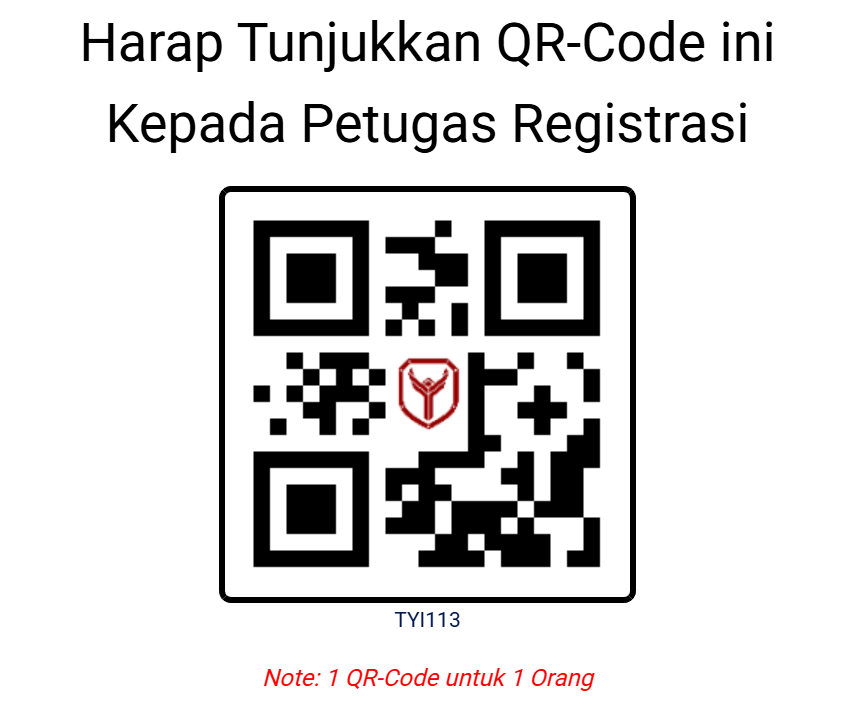 Harap Tunjukkan QR-Code ini
Kepada Petugas Registrasi
TYI113
Note: 1 QR-Code untuk 1 Orang